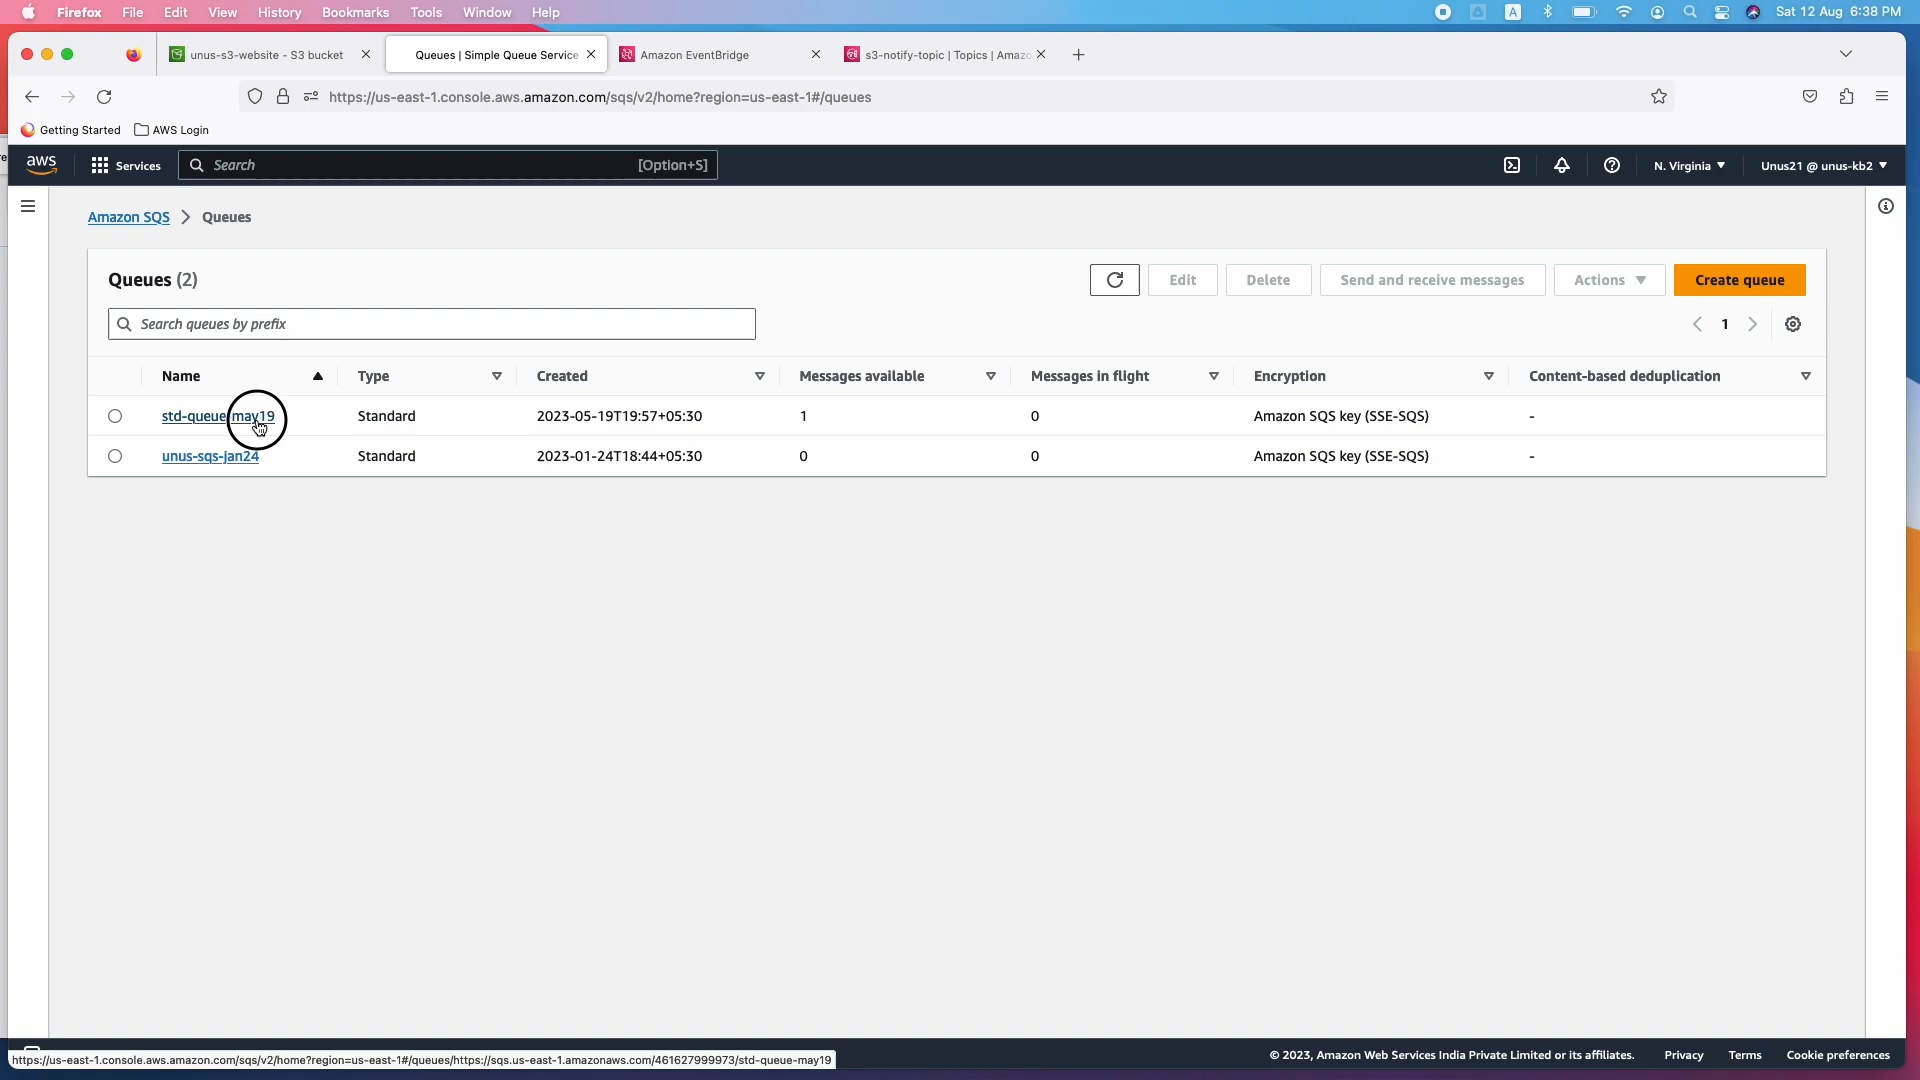 Firefox File Edit View History Bookmarks Tools Window Help A Sat 12 Aug 6:38 PM
unus-s3-website - S3 bucket Queues | Simple Queue Service Amazon EventBridge s3-notify-topic | Topics | Amazo
https://us-east-1.console.aws.amazon.com/sqs/v2/home?region=us-east-1#/queues
Getting Started AWS Login
aws Services Search [Option+S] N. Virginia Unus21 @ unus-kb2
Amazon SQS Queues
Queues (2) Edit Delete Send and receive messages Actions Create queue
Search queues by prefix 1
Name Type Created Messages available Messages in flight Encryption Content-based deduplication
std-queue-may19 Standard 2023-05-19T19:57+05:30 1 0 Amazon SQS key (SSE-SQS) -
unus-sqs-jan24 Standard 2023-01-24T18:44+05:30 0 0 Amazon SQS key (SSE-SQS) -
https://us-east-1.console.aws.amazon.com/sqs/v2/home?region=us-east-1#/queues/https://sqs.us-east-1.amazonaws.com/461627999973/std-queue-may19
© 2023, Amazon Web Services India Private Limited or its affiliates. Privacy Terms Cookie preferences